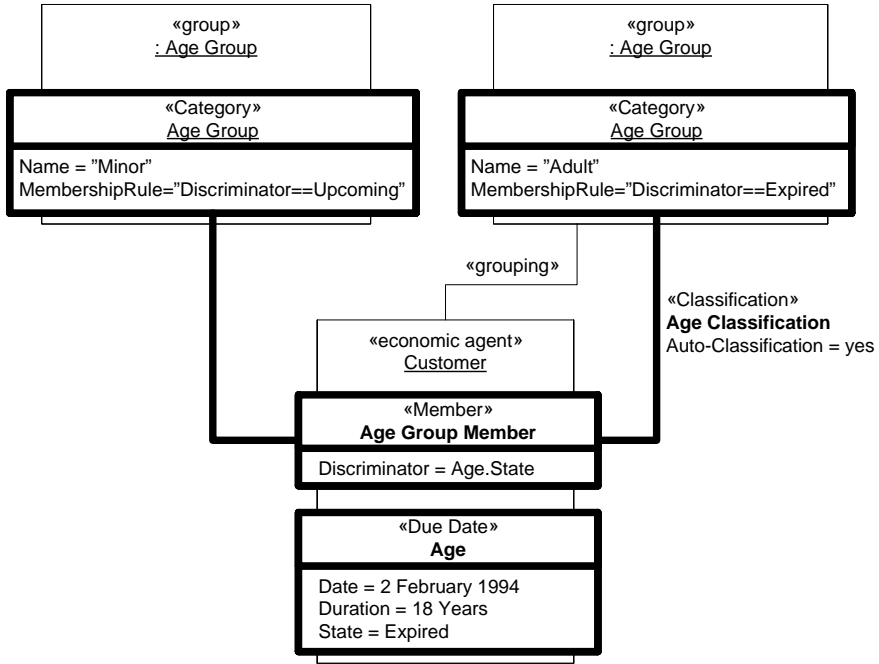 «group»
: Age Group
«Category»
Age Group
Name = ”Minor”
MembershipRule=”Discriminator==Upcoming”
«group»
: Age Group
«Category»
Age Group
Name = ”Adult”
MembershipRule=”Discriminator==Expired”
«grouping»
«Classification»
Age Classification
Auto-Classification = yes
«economic agent»
Customer
«Member»
Age Group Member
Discriminator = Age.State
«Due Date»
Age
Date = 2 February 1994
Duration = 18 Years
State = Expired